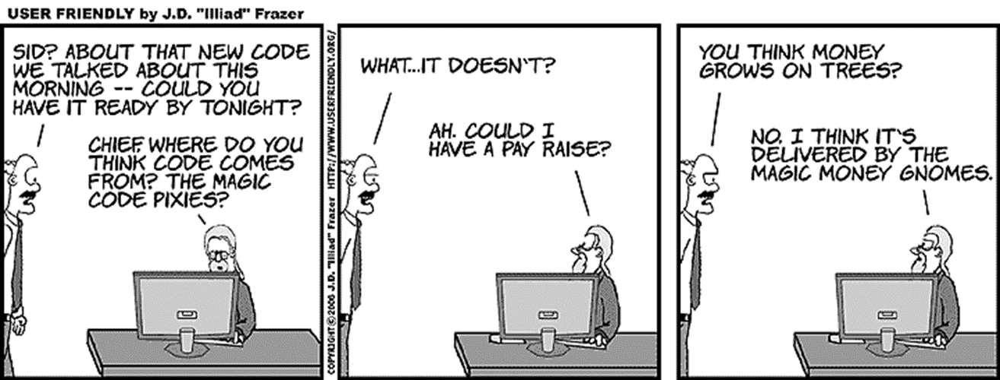 USER FRIENDLY by J.D. "Illiad" Frazer
SID? ABOUT THAT NEW CODE
WE TALKED ABOUT THIS
MORNING -- COULD YOU
HAVE IT READY BY TONIGHT?
CHIEF, WHERE DO YOU
THINK CODE COMES
FROM? THE MAGIC
CODE PIXIES?
COPYRIGHT © 2006 J.D. "Illiad" Frazer HTTP://WWW.USERFRIENDLY.ORG/
WHAT...IT DOESN'T?
AH. COULD I
HAVE A PAY RAISE?
YOU THINK MONEY
GROWS ON TREES?
NO. I THINK IT'S
DELIVERED BY THE
MAGIC MONEY GNOMES.